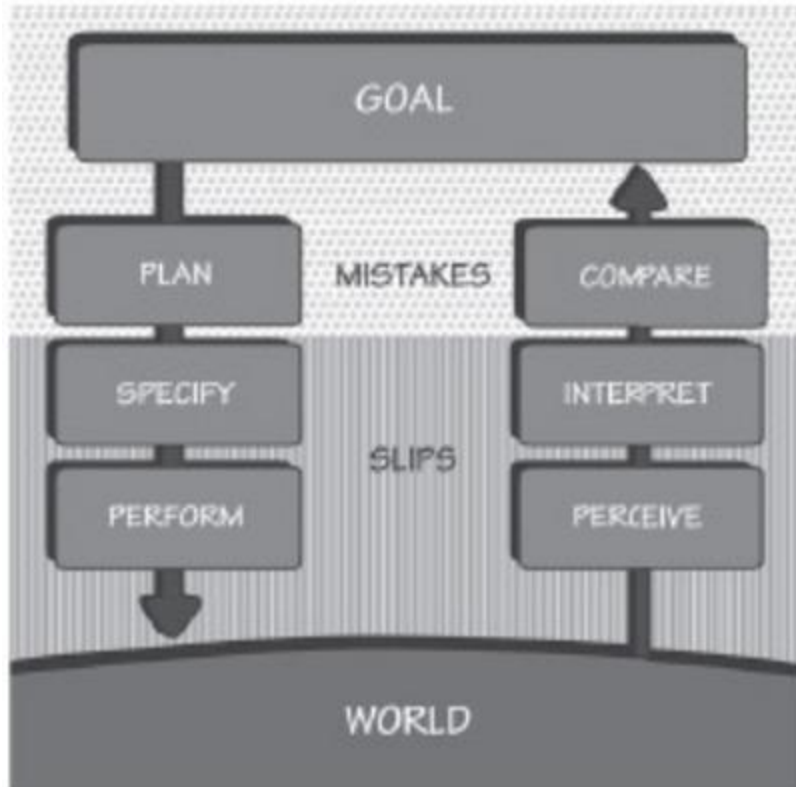 GOAL
PLAN
MISTAKES
COMPARE
SPECIFY
INTERPRET
SLIPS
PERFORM
PERCEIVE
WORLD